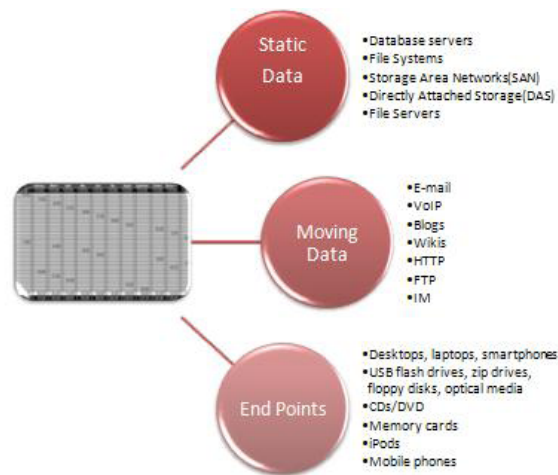 Static
Data
•Database servers
•File Systems
•Storage Area Networks(SAN)
•Directly Attached Storage(DAS)
•File Servers
Moving
Data
•E-mail
•VoIP
•Blogs
•Wikis
•HTTP
•FTP
•IM
End Points
•Desktops, laptops, smartphones
•USB flash drives, zip drives,
floppy disks, optical media
•CDs/DVD
•Memory cards
•iPods
•Mobile phones